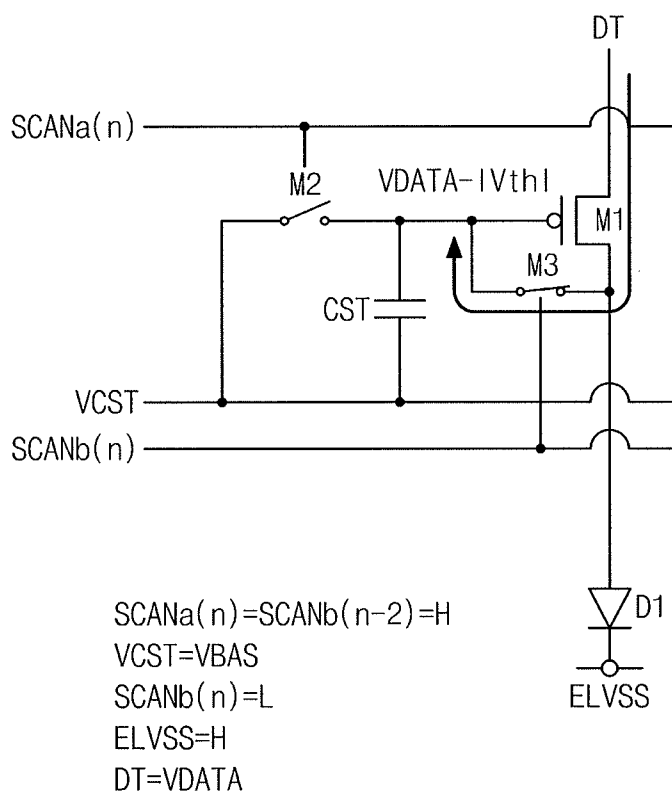 DT
SCANa(n)
M2
VDATA-|Vth|
M1
M3
CST
VCST
SCANb(n)
D1
ELVSS
SCANa(n)=SCANb(n-2)=H
VCST=VBAS
SCANb(n)=L
ELVSS=H
DT=VDATA